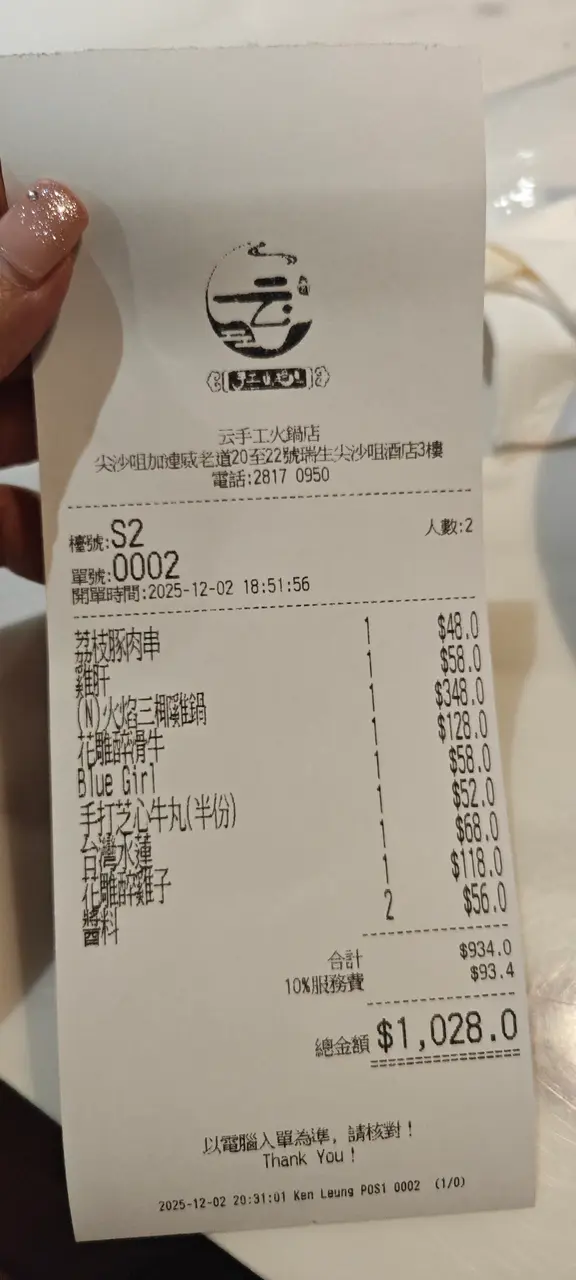 云
手工火鍋店
云手工火鍋店
尖沙咀加連威老道20至22號瑞生尖沙咀酒店3樓
電話:2817 0950
檯號:S2 人數:2
單號:0002
開單時間:2025-12-02 18:51:56
荔枝豚肉串 1 $48.0
雞肝 1 $58.0
(N)火焰三椰雞鍋 1 $348.0
花雕醉滑牛 1 $128.0
Blue Girl 1 $58.0
手打芝心牛丸(半份) 1 $52.0
台灣水蓮 1 $68.0
花雕醉雞子 1 $118.0
醬料 2 $56.0
合計 $934.0
10%服務費 $93.4
總金額 $1,028.0
以電腦入單為準, 請核對!
Thank You!
2025-12-02 20:31:01 Ken Leung POS1 0002 (1/0)